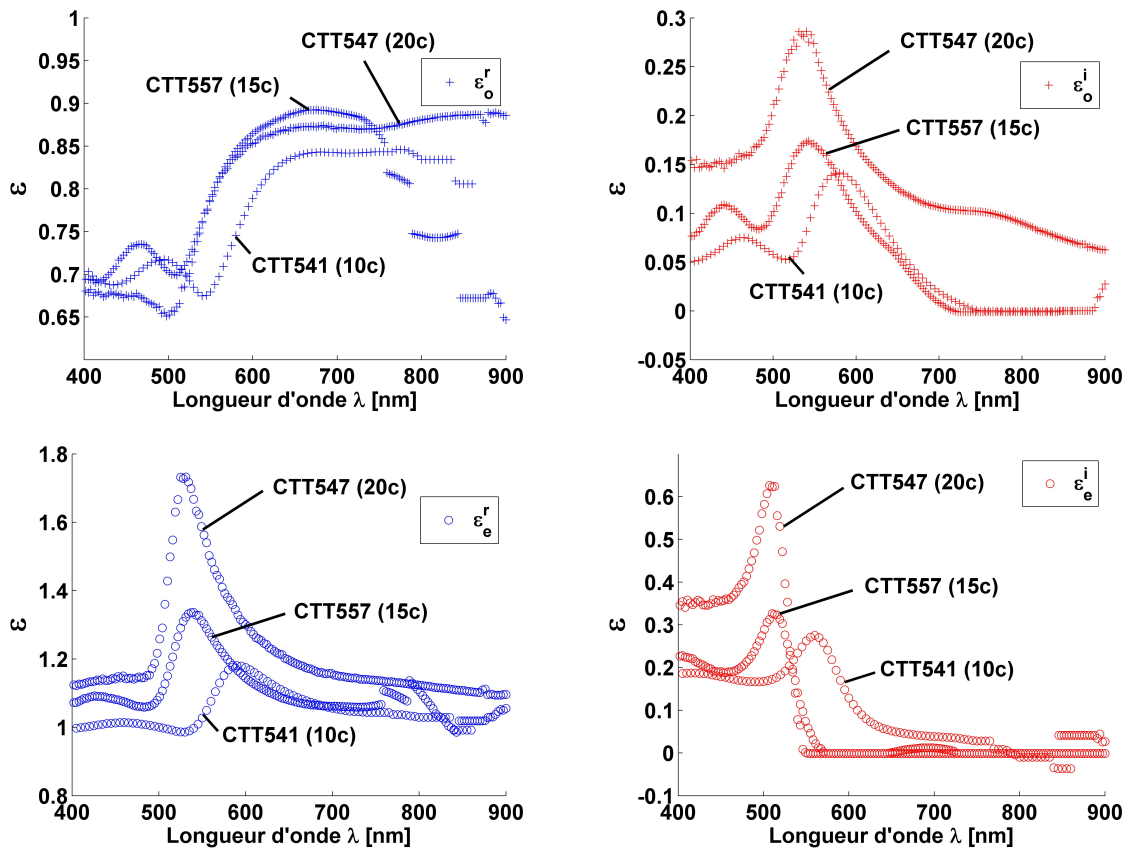 1
0.95
0.9
0.85
0.8
0.75
0.7
0.65
ε
400 500 600 700 800 900
Longueur d'onde λ [nm]
CTT547 (20c)
CTT557 (15c)
CTT541 (10c)
+ ε_o^r
0.3
0.25
0.2
0.15
0.1
0.05
0
-0.05
ε
400 500 600 700 800 900
Longueur d'onde λ [nm]
CTT547 (20c)
CTT557 (15c)
CTT541 (10c)
+ ε_o^i
1.8
1.6
1.4
1.2
1
0.8
ε
400 500 600 700 800 900
Longueur d'onde λ [nm]
CTT547 (20c)
CTT557 (15c)
CTT541 (10c)
ε_e^r
0.6
0.5
0.4
0.3
0.2
0.1
0
-0.1
ε
400 500 600 700 800 900
Longueur d'onde λ [nm]
CTT547 (20c)
CTT557 (15c)
CTT541 (10c)
ε_e^i